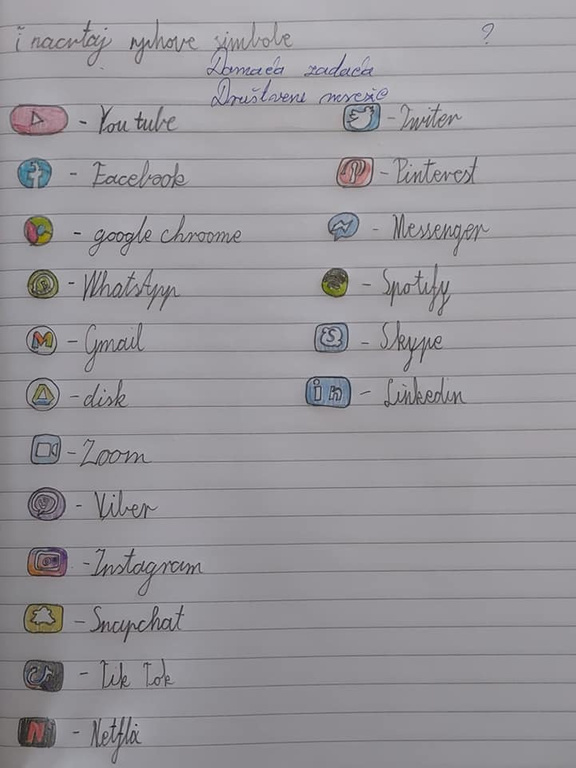 i nacrtaj njihove simbole ?
Domaća zadaća
Društvene mreže
- You tube
- Facebook
- google chroome
- WhatsApp
- Gmail
- disk
- Zoom
- Viber
- Instagram
- Snapchat
- Tik Tok
N - Netflix
- Twiter
- Pinterest
- Messenger
- Spotify
S - Skype
in - Linkedin